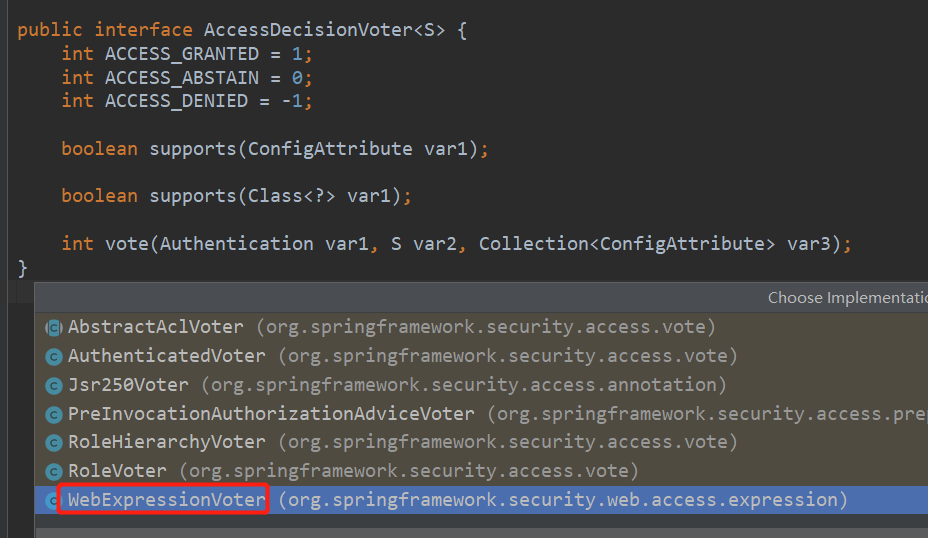 public interface AccessDecisionVoter<S> {
int ACCESS_GRANTED = 1;
int ACCESS_ABSTAIN = 0;
int ACCESS_DENIED = -1;
boolean supports(ConfigAttribute var1);
boolean supports(Class<?> var1);
int vote(Authentication var1, S var2, Collection<ConfigAttribute> var3);
}
Choose Implementatio
AbstractAclVoter (org.springframework.security.access.vote)
AuthenticatedVoter (org.springframework.security.access.vote)
Jsr250Voter (org.springframework.security.access.annotation)
PreInvocationAuthorizationAdviceVoter (org.springframework.security.access.prep
RoleHierarchyVoter (org.springframework.security.access.vote)
RoleVoter (org.springframework.security.access.vote)
WebExpressionVoter (org.springframework.security.web.access.expression)